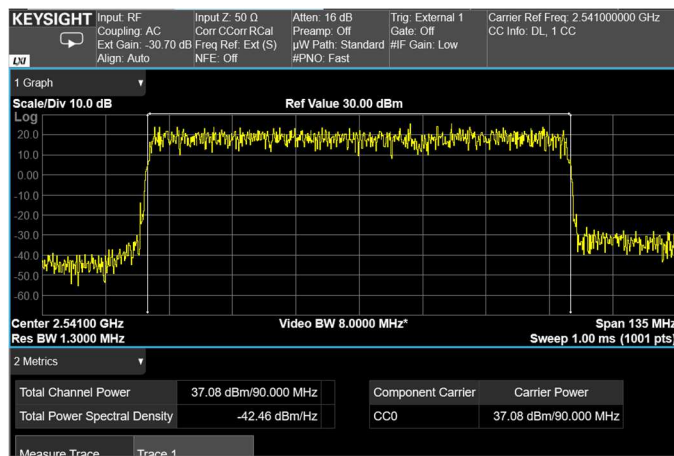 KEYSIGHT Input: RF Input Z: 50 Ω Atten: 16 dB Trig: External 1 Carrier Ref Freq: 2.541000000 GHz
Coupling: AC Corr CCorr RCal Preamp: Off Gate: Off CC Info: DL, 1 CC
Ext Gain: -30.70 dB Freq Ref: Ext (S) µW Path: Standard #IF Gain: Low
LXI Align: Auto NFE: Off #PNO: Fast
1 Graph
Scale/Div 10.0 dB Ref Value 30.00 dBm
Log
20.0
10.0
0.00
-10.0
-20.0
-30.0
-40.0
-50.0
-60.0
Center 2.54100 GHz Video BW 8.0000 MHz* Span 135 MHz
Res BW 1.3000 MHz Sweep 1.00 ms (1001 pts)
2 Metrics
Total Channel Power 37.08 dBm/90.000 MHz Component Carrier Carrier Power
Total Power Spectral Density -42.46 dBm/Hz CC0 37.08 dBm/90.000 MHz
Measure Trace Trace 1